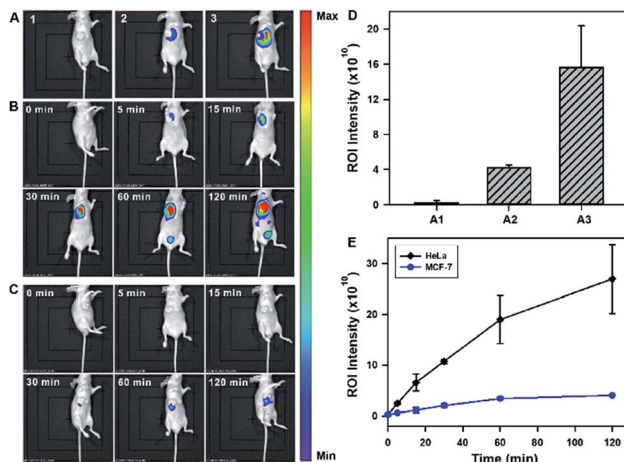 A
1
2
3
Max
B
0 min
5 min
15 min
30 min
60 min
120 min
C
0 min
5 min
15 min
30 min
60 min
120 min
Min
D
ROI Intensity (x10¹⁰)
16
12
8
4
0
A1
A2
A3
E
ROI Intensity (x10¹⁰)
HeLa
MCF-7
30
20
10
0
0
20
40
60
80
100
120
Time (min)